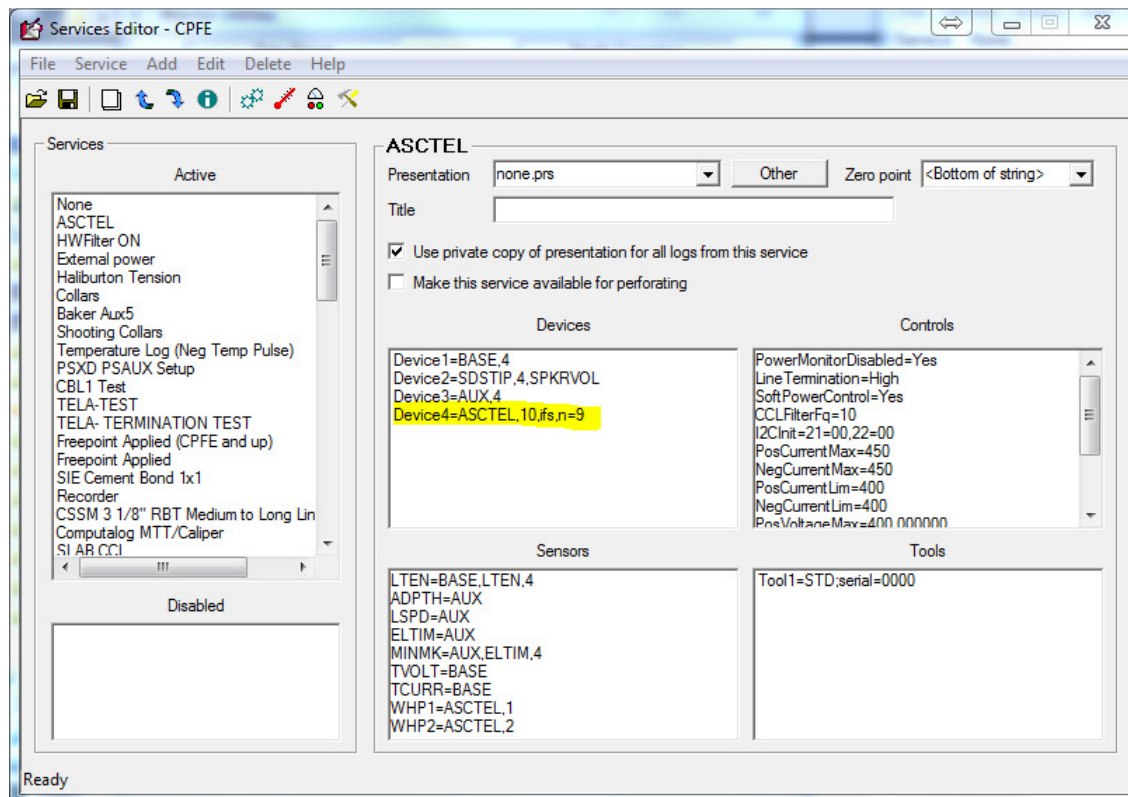 Services Editor - CPFE
File Service Add Edit Delete Help
Services
Active
None
ASCTEL
HWFilter ON
External power
Haliburton Tension
Collars
Baker Aux5
Shooting Collars
Temperature Log (Neg Temp Pulse)
PSXD PSAUX Setup
CBL1 Test
TELA-TEST
TELA- TERMINATION TEST
Freepoint Applied (CPFE and up)
Freepoint Applied
SIE Cement Bond 1x1
Recorder
CSSM 3 1/8" RBT Medium to Long Lin
Computalog MTT/Caliper
SLAB CCL
Disabled
ASCTEL
Presentation none.prs Other Zero point <Bottom of string>
Title
Use private copy of presentation for all logs from this service
Make this service available for perforating
Devices
Device1=BASE,4
Device2=SDSTIP,4,SPKRVOL
Device3=AUX,4
Device4=ASCTEL,10,ifs,n=9
Controls
PowerMonitorDisabled=Yes
LineTermination=High
SoftPowerControl=Yes
CCLFilterFq=10
I2CInit=21=00,22=00
PosCurrentMax=450
NegCurrentMax=450
PosCurrentLim=400
NegCurrentLim=400
PosVoltageMax=400.000000
Sensors
LTEN=BASE,LTEN,4
ADPTH=AUX
LSPD=AUX
ELTIM=AUX
MINMK=AUX,ELTIM,4
TVOLT=BASE
TCURR=BASE
WHP1=ASCTEL,1
WHP2=ASCTEL,2
Tools
Tool1=STD;serial=0000
Ready